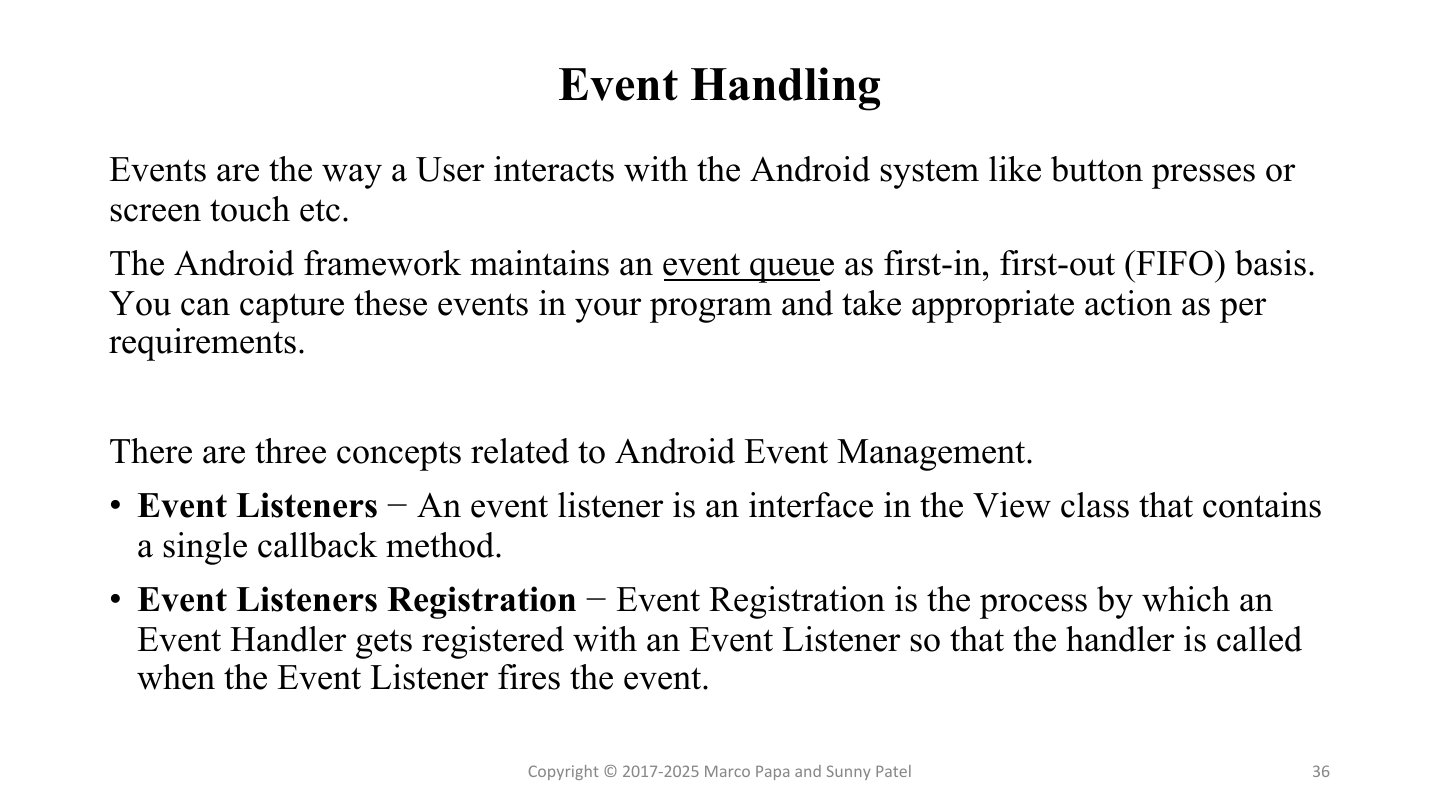 Event Handling
Events are the way a User interacts with the Android system like button presses or
screen touch etc.
The Android framework maintains an event queue as first-in, first-out (FIFO) basis.
You can capture these events in your program and take appropriate action as per
requirements.
There are three concepts related to Android Event Management.
• Event Listeners − An event listener is an interface in the View class that contains
a single callback method.
• Event Listeners Registration − Event Registration is the process by which an
Event Handler gets registered with an Event Listener so that the handler is called
when the Event Listener fires the event.
Copyright © 2017-2025 Marco Papa and Sunny Patel
36